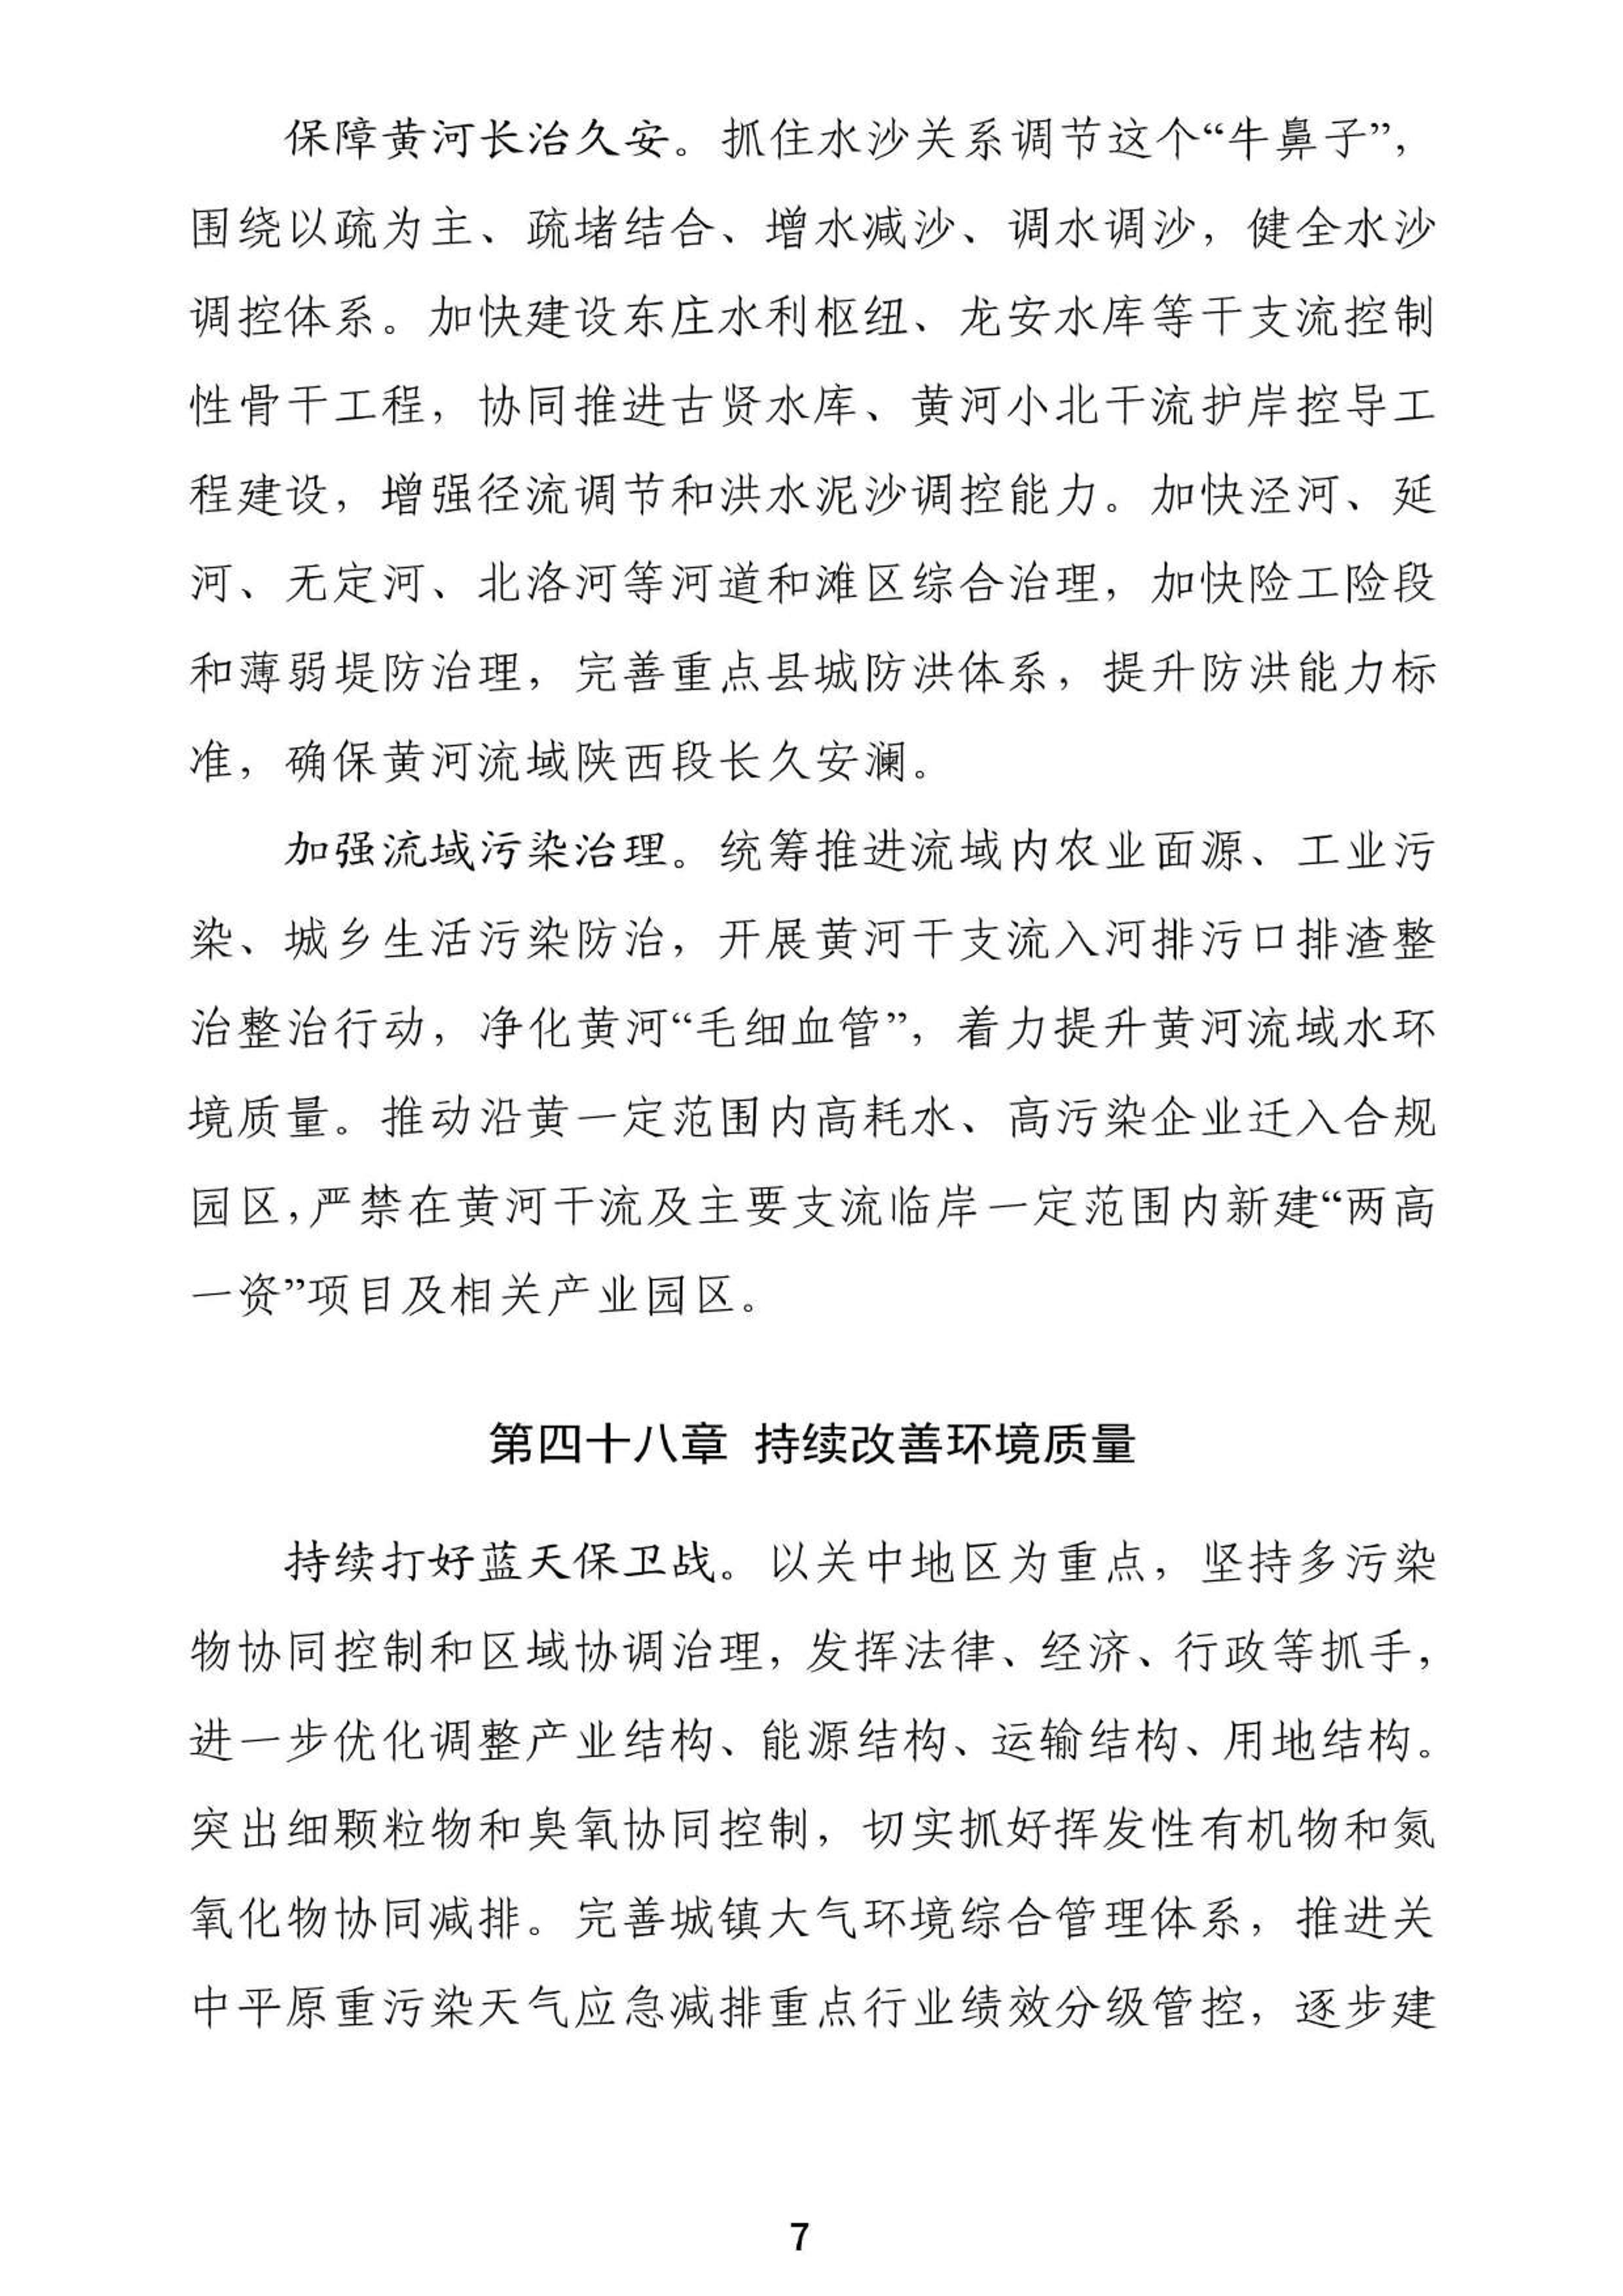 保障黄河长治久安。抓住水沙关系调节这个“牛鼻子”，
围绕以疏为主、疏堵结合、增水减沙、调水调沙，健全水沙
调控体系。加快建设东庄水利枢纽、龙安水库等干支流控制
性骨干工程，协同推进古贤水库、黄河小北干流护岸控导工
程建设，增强径流调节和洪水泥沙调控能力。加快泾河、延
河、无定河、北洛河等河道和滩区综合治理，加快险工险段
和薄弱堤防治理，完善重点县城防洪体系，提升防洪能力标
准，确保黄河流域陕西段长久安澜。
加强流域污染治理。统筹推进流域内农业面源、工业污
染、城乡生活污染防治，开展黄河干支流入河排污口排渣整
治整治行动，净化黄河“毛细血管”，着力提升黄河流域水环
境质量。推动沿黄一定范围内高耗水、高污染企业迁入合规
园区，严禁在黄河干流及主要支流临岸一定范围内新建“两高
一资”项目及相关产业园区。
第四十八章 持续改善环境质量
持续打好蓝天保卫战。以关中地区为重点，坚持多污染
物协同控制和区域协调治理，发挥法律、经济、行政等抓手，
进一步优化调整产业结构、能源结构、运输结构、用地结构。
突出细颗粒物和臭氧协同控制，切实抓好挥发性有机物和氮
氧化物协同减排。完善城镇大气环境综合管理体系，推进关
中平原重污染天气应急减排重点行业绩效分级管控，逐步建
7